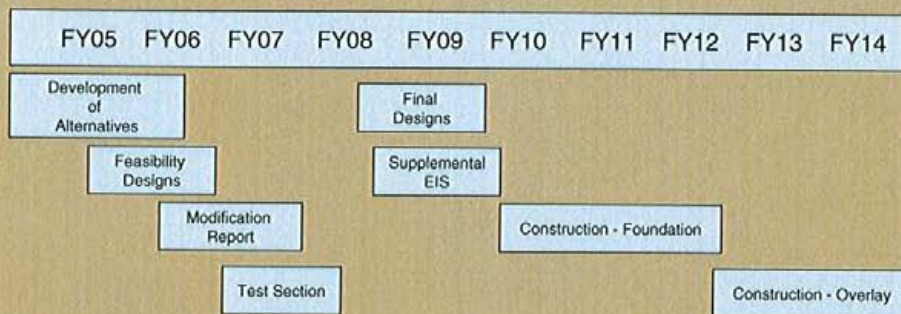 FY05 FY06 FY07 FY08 FY09 FY10 FY11 FY12 FY13 FY14
Development
of
Alternatives
Final
Designs
Feasibility
Designs
Supplemental
EIS
Modification
Report
Construction - Foundation
Test Section
Construction - Overlay